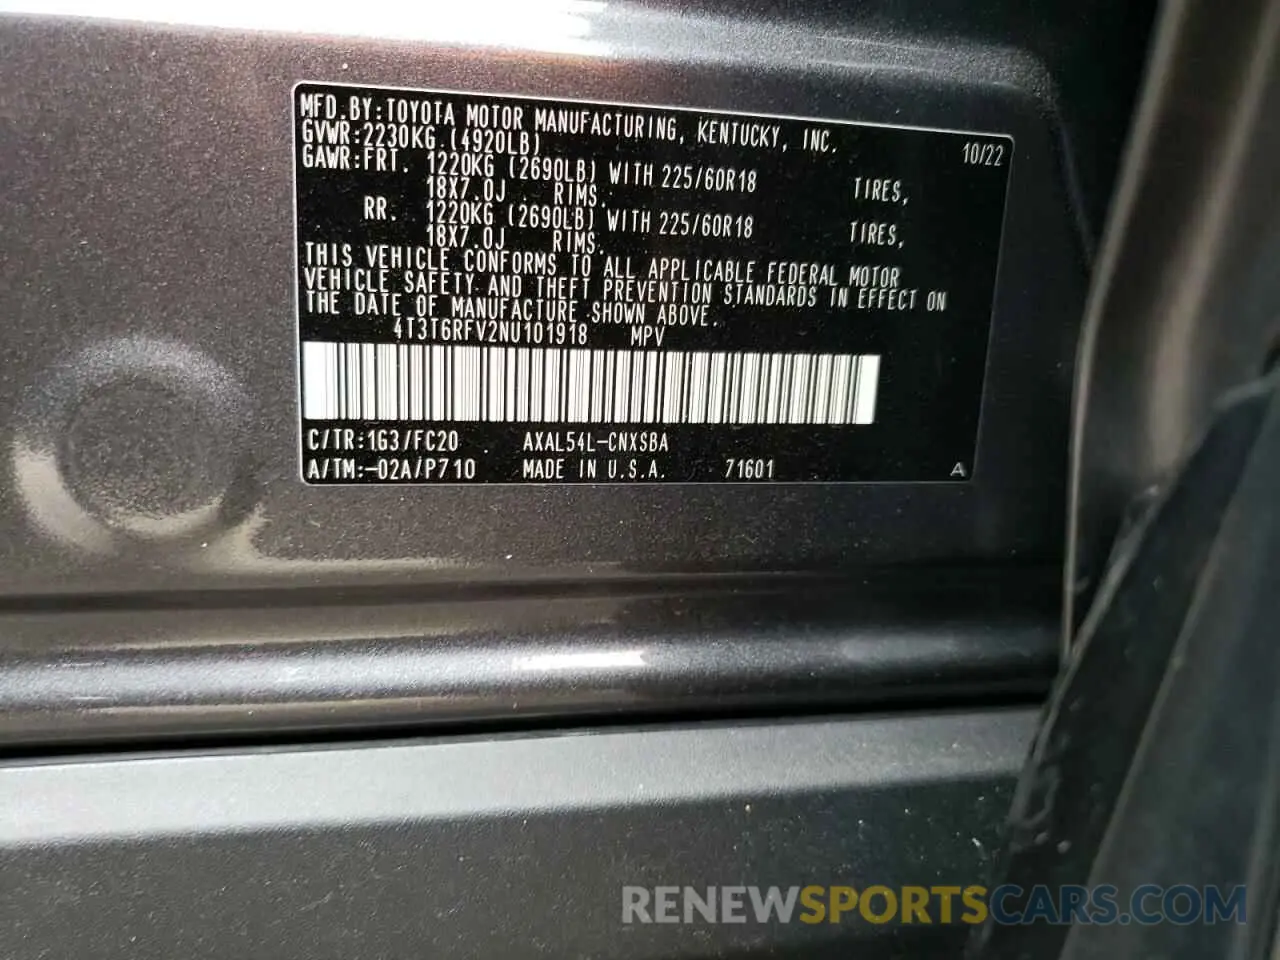 MFD.BY:TOYOTA MOTOR MANUFACTURING, KENTUCKY, INC.
GVWR:2230KG (4920LB) 10/22
GAWR:FRT. 1220KG (2690LB) WITH 225/60R18 TIRES,
18X7.0J RIMS.
RR. 1220KG (2690LB) WITH 225/60R18 TIRES,
18X7.0J RIMS.
THIS VEHICLE CONFORMS TO ALL APPLICABLE FEDERAL MOTOR
VEHICLE SAFETY AND THEFT PREVENTION STANDARDS IN EFFECT ON
THE DATE OF MANUFACTURE SHOWN ABOVE.
4T3T6RFV2NU101918 MPV
C/TR:1G3/FC20 AXAL54L-CNXSBA
A/TM:-02A/P710 MADE IN U.S.A. 71601 A
RENEWSPORTSCARS.COM